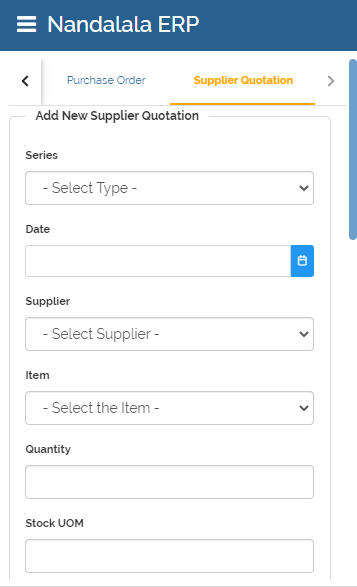 Nandalala ERP
Purchase Order
Supplier Quotation
Add New Supplier Quotation
Series
- Select Type -
Date
Supplier
- Select Supplier -
Item
- Select the Item -
Quantity
Stock UOM